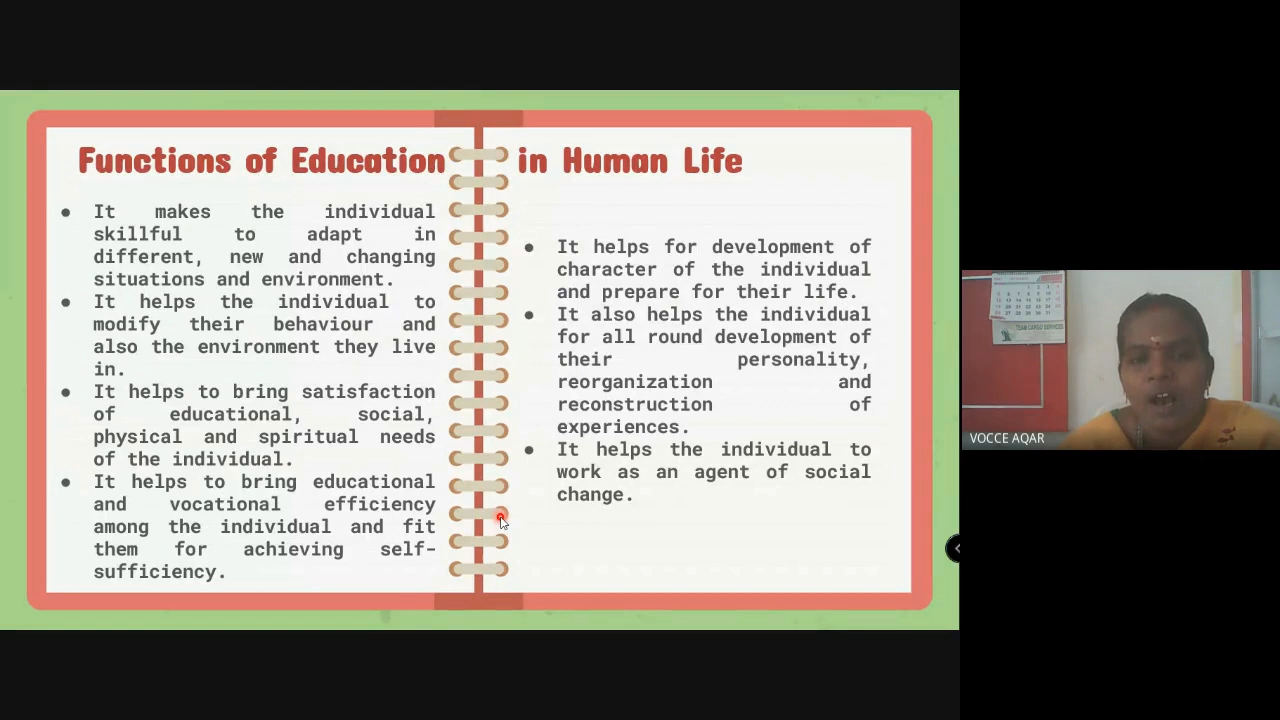 Functions of Education in Human Life
It makes the individual
skillful to adapt in
different, new and changing
situations and environment.
It helps the individual to
modify their behaviour and
also the environment they live
in.
It helps to bring satisfaction
of educational, social,
physical and spiritual needs
of the individual.
It helps to bring educational
and vocational efficiency
among the individual and fit
them for achieving self-
sufficiency.
It helps for development of
character of the individual
and prepare for their life.
It also helps the individual
for all round development of
their personality,
reorganization and
reconstruction of
experiences.
It helps the individual to
work as an agent of social
change.
TEAM CARGO SERVICES
VOCCE AQAR